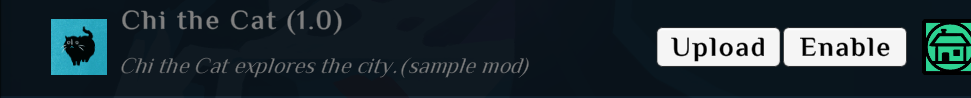 Chi the Cat (1.0)
Chi the Cat explores the city. (sample mod)
Upload
Enable